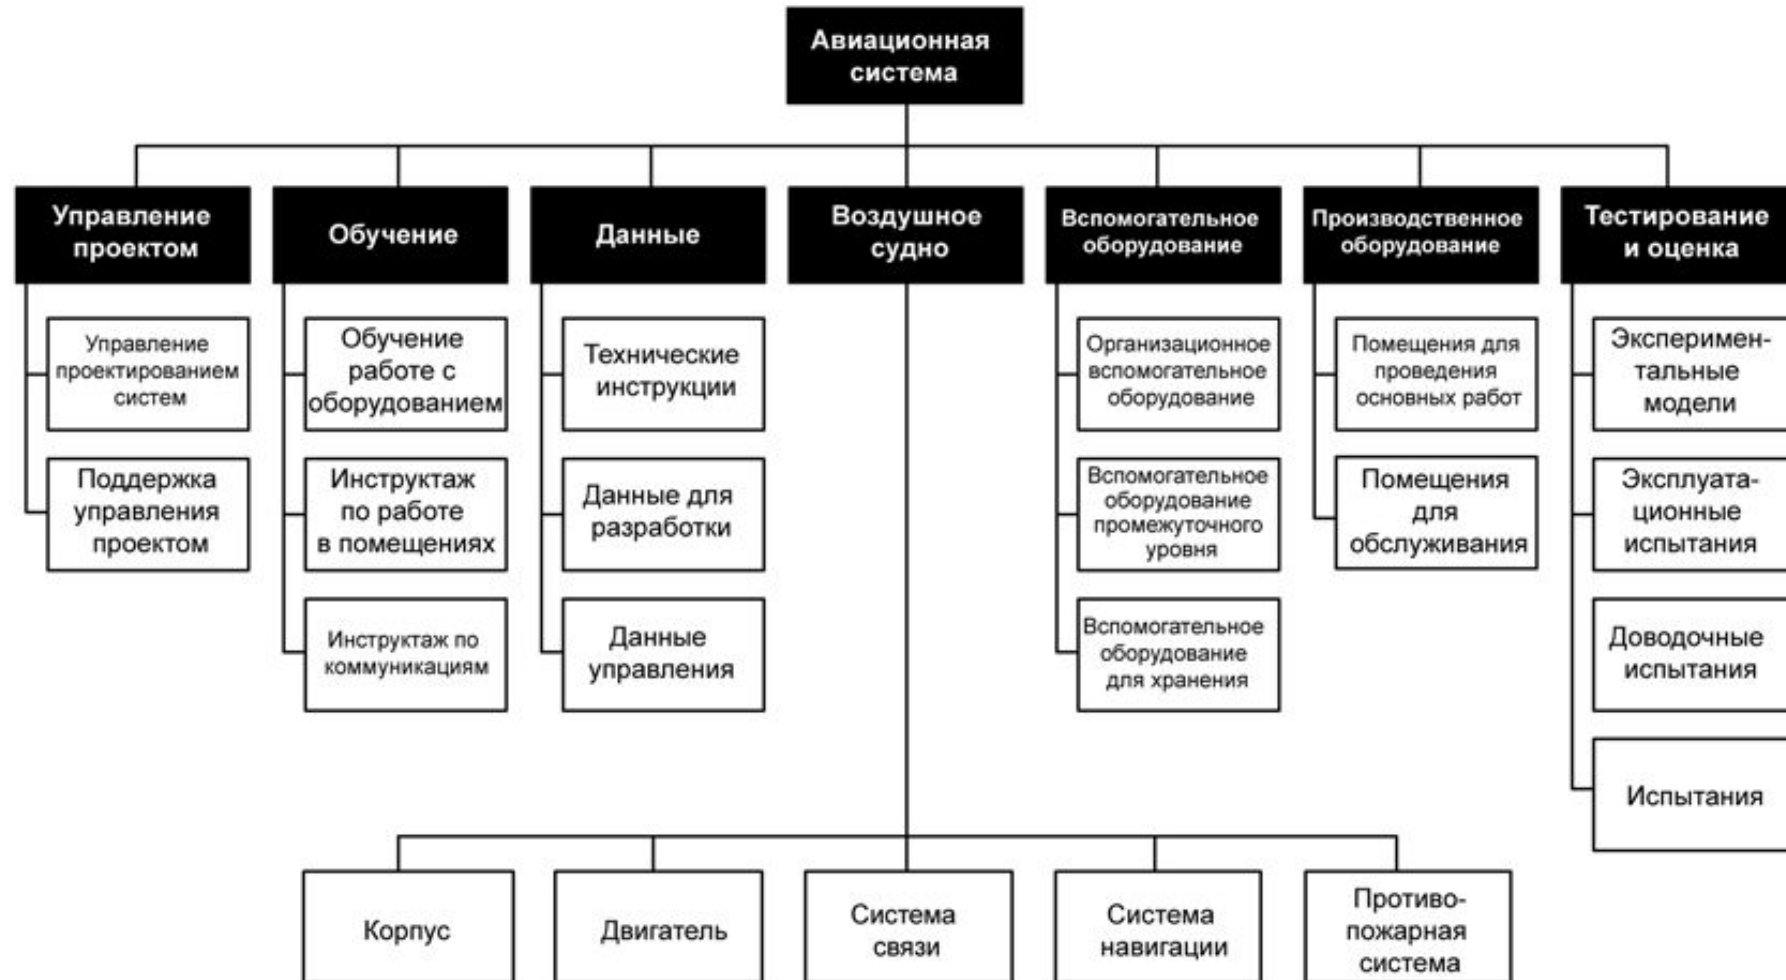 Авиационная
система
Управление
проектом
Обучение
Данные
Воздушное
судно
Вспомогательное
оборудование
Производственное
оборудование
Тестирование
и оценка
Управление
проектированием
систем
Поддержка
управления
проектом
Обучение
работе с
оборудованием
Инструктаж
по работе
в помещениях
Инструктаж по
коммуникациям
Технические
инструкции
Данные для
разработки
Данные
управления
Организационное
вспомогательное
оборудование
Вспомогательное
оборудование
промежуточного
уровня
Вспомогательное
оборудование
для хранения
Помещения для
проведения
основных работ
Помещения
для
обслуживания
Эксперимен-
тальные
модели
Эксплуата-
ционные
испытания
Доводочные
испытания
Испытания
Корпус
Двигатель
Система
связи
Система
навигации
Противо-
пожарная
система